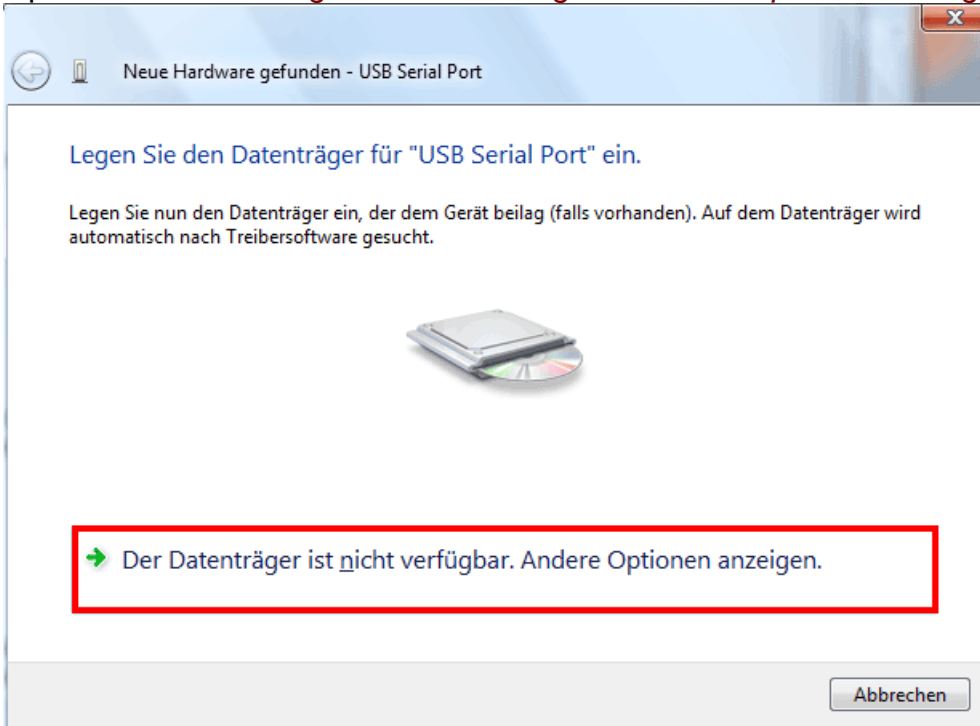 Neue Hardware gefunden - USB Serial Port
Legen Sie den Datenträger für "USB Serial Port" ein.
Legen Sie nun den Datenträger ein, der dem Gerät beilag (falls vorhanden). Auf dem Datenträger wird
automatisch nach Treibersoftware gesucht.
Der Datenträger ist nicht verfügbar. Andere Optionen anzeigen.
Abbrechen